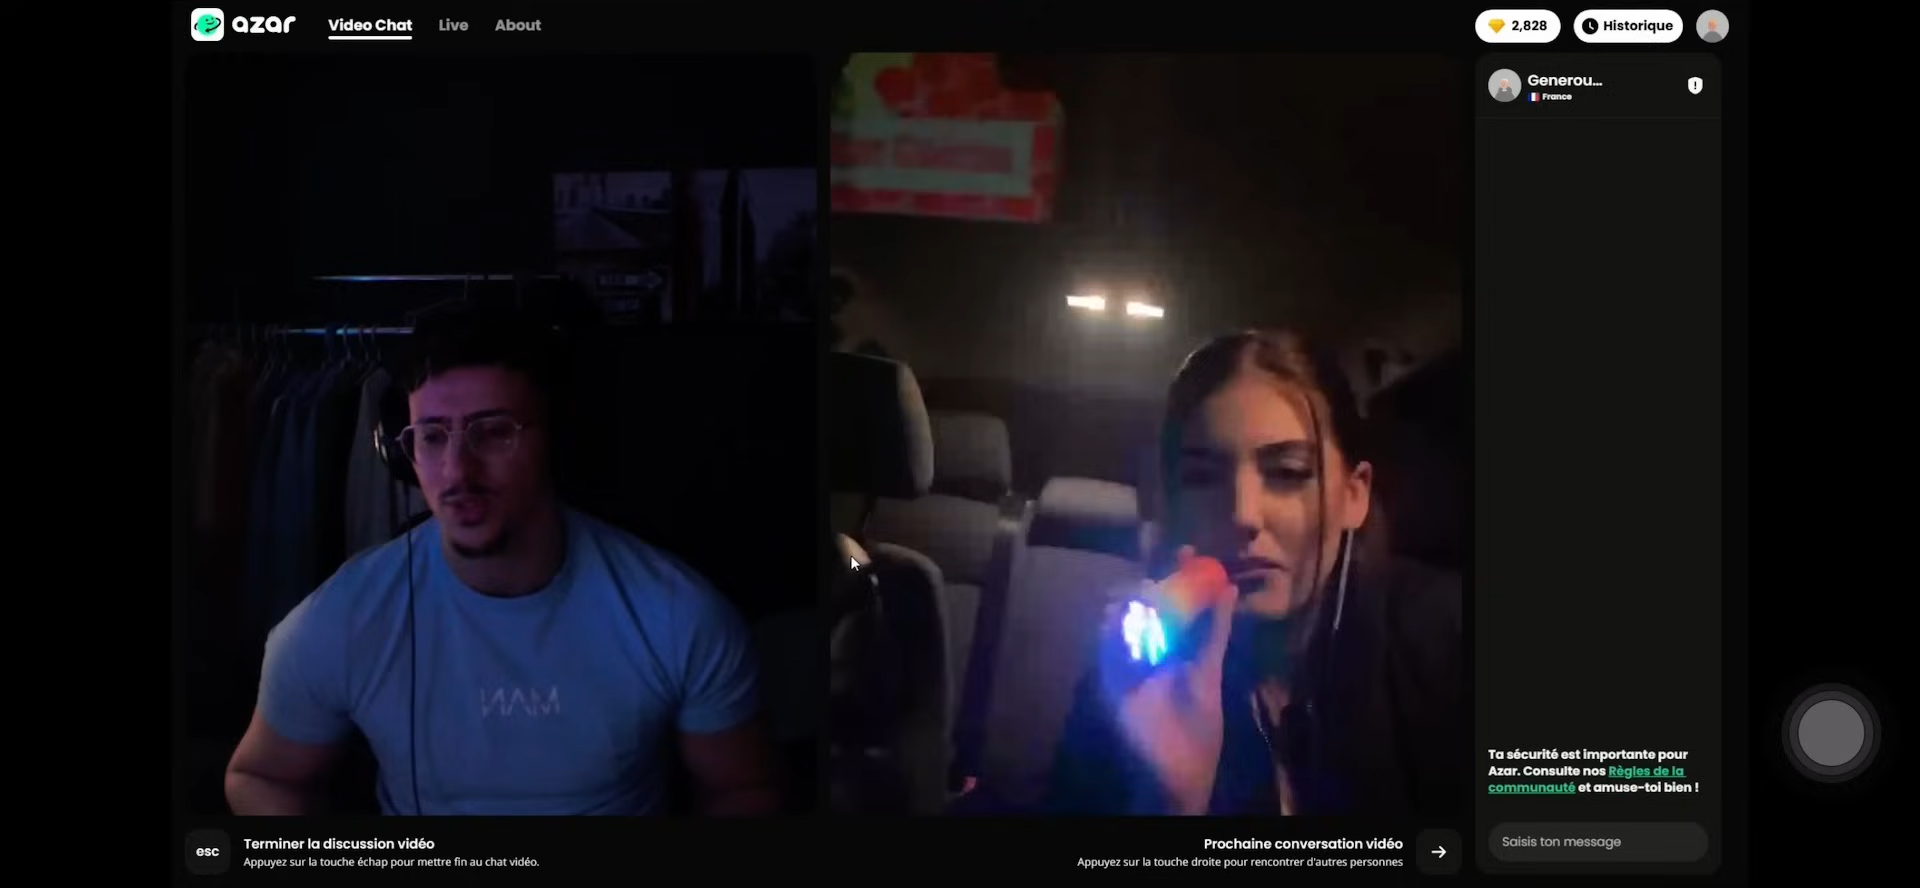 azar
Video Chat
Live
About
2,828
Historique
Generou...
France
MAN
Ta sécurité est importante pour
Azar. Consulte nos Règles de la
communauté et amuse-toi bien !
Saisis ton message
esc
Terminer la discussion vidéo
Appuyez sur la touche échap pour mettre fin au chat vidéo.
Prochaine conversation vidéo
Appuyez sur la touche droite pour rencontrer d'autres personnes